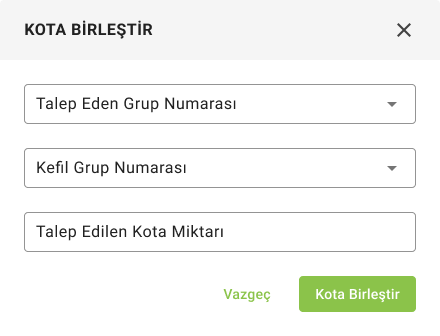 KOTA BİRLEŞTİR
Talep Eden Grup Numarası
Kefil Grup Numarası
Talep Edilen Kota Miktarı
Vazgeç
Kota Birleştir